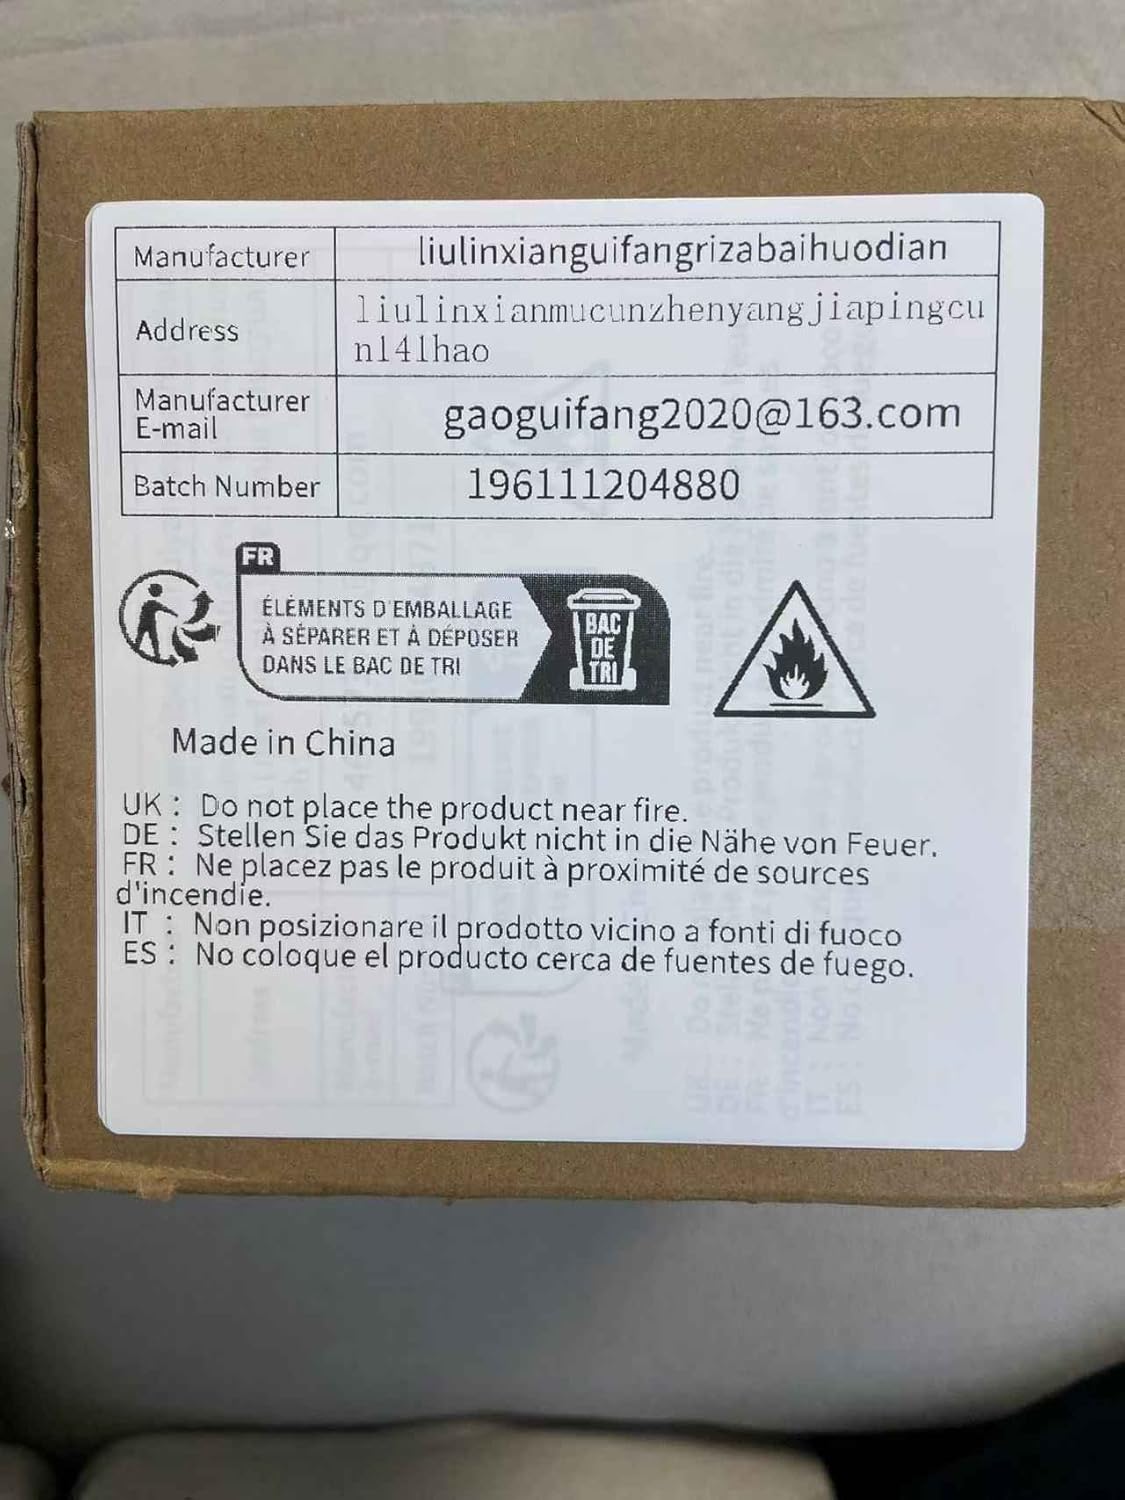 Manufacturer liulinxianguifangrizabaihuodian
Address liulinxianmucunzhenyangjiapingcu
n141hao
Manufacturer
E-mail gaoguifang2020@163.com
Batch Number 196111204880
FR
ÉLÉMENTS D'EMBALLAGE
À SÉPARER ET À DÉPOSER
DANS LE BAC DE TRI
BAC
DE
TRI
Made in China
UK : Do not place the product near fire.
DE : Stellen Sie das Produkt nicht in die Nähe von Feuer.
FR : Ne placez pas le produit à proximité de sources
d'incendie.
IT : Non posizionare il prodotto vicino a fonti di fuoco
ES : No coloque el producto cerca de fuentes de fuego.